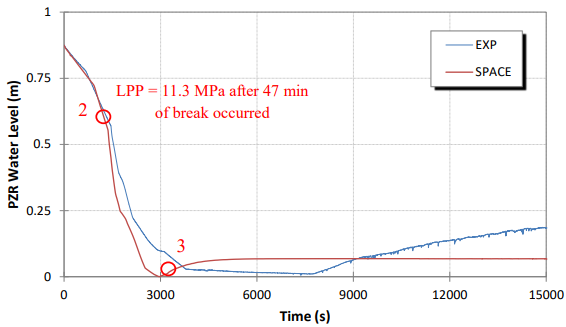 1
EXP
SPACE
0.75
LPP = 11.3 MPa after 47 min
of break occurred
2
0.5
PZR Water Level (m)
0.25
3
0
0 3000 6000 9000 12000 15000
Time (s)